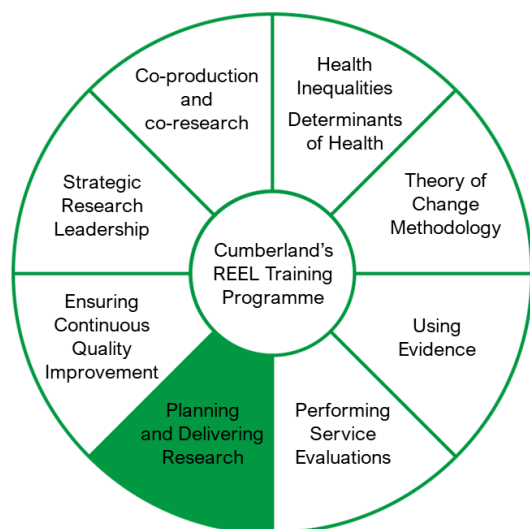 Co-production
and
co-research
Health
Inequalities
Determinants
of Health
Theory of
Change
Methodology
Using
Evidence
Performing
Service
Evaluations
Planning
and Delivering
Research
Ensuring
Continuous
Quality
Improvement
Strategic
Research
Leadership
Cumberland's
REEL Training
Programme